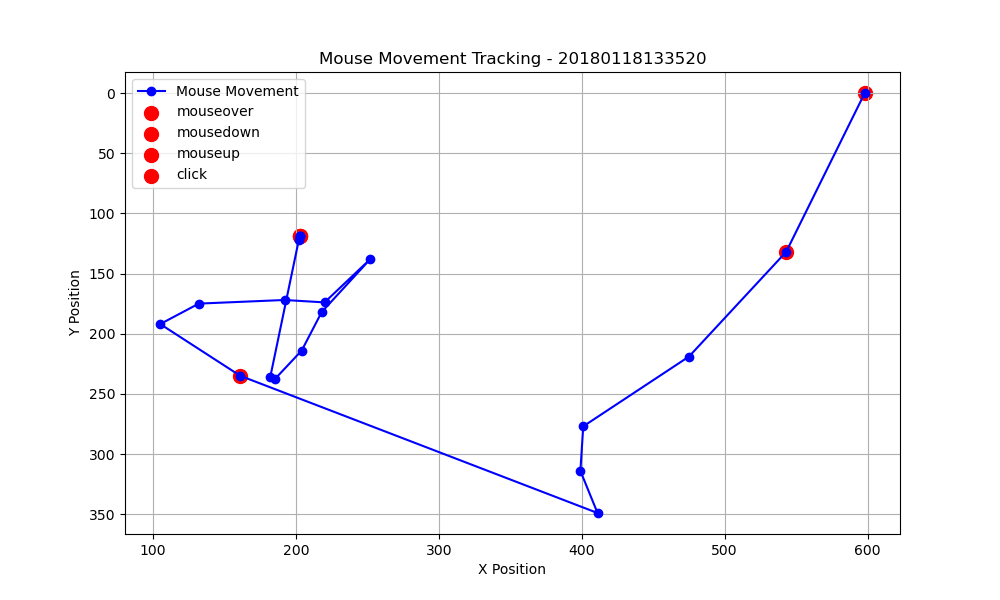 Mouse Movement Tracking - 20180118133520
Mouse Movement
mouseover
mousedown
mouseup
click
0
50
100
150
200
250
300
350
Y Position
100 200 300 400 500 600
X Position